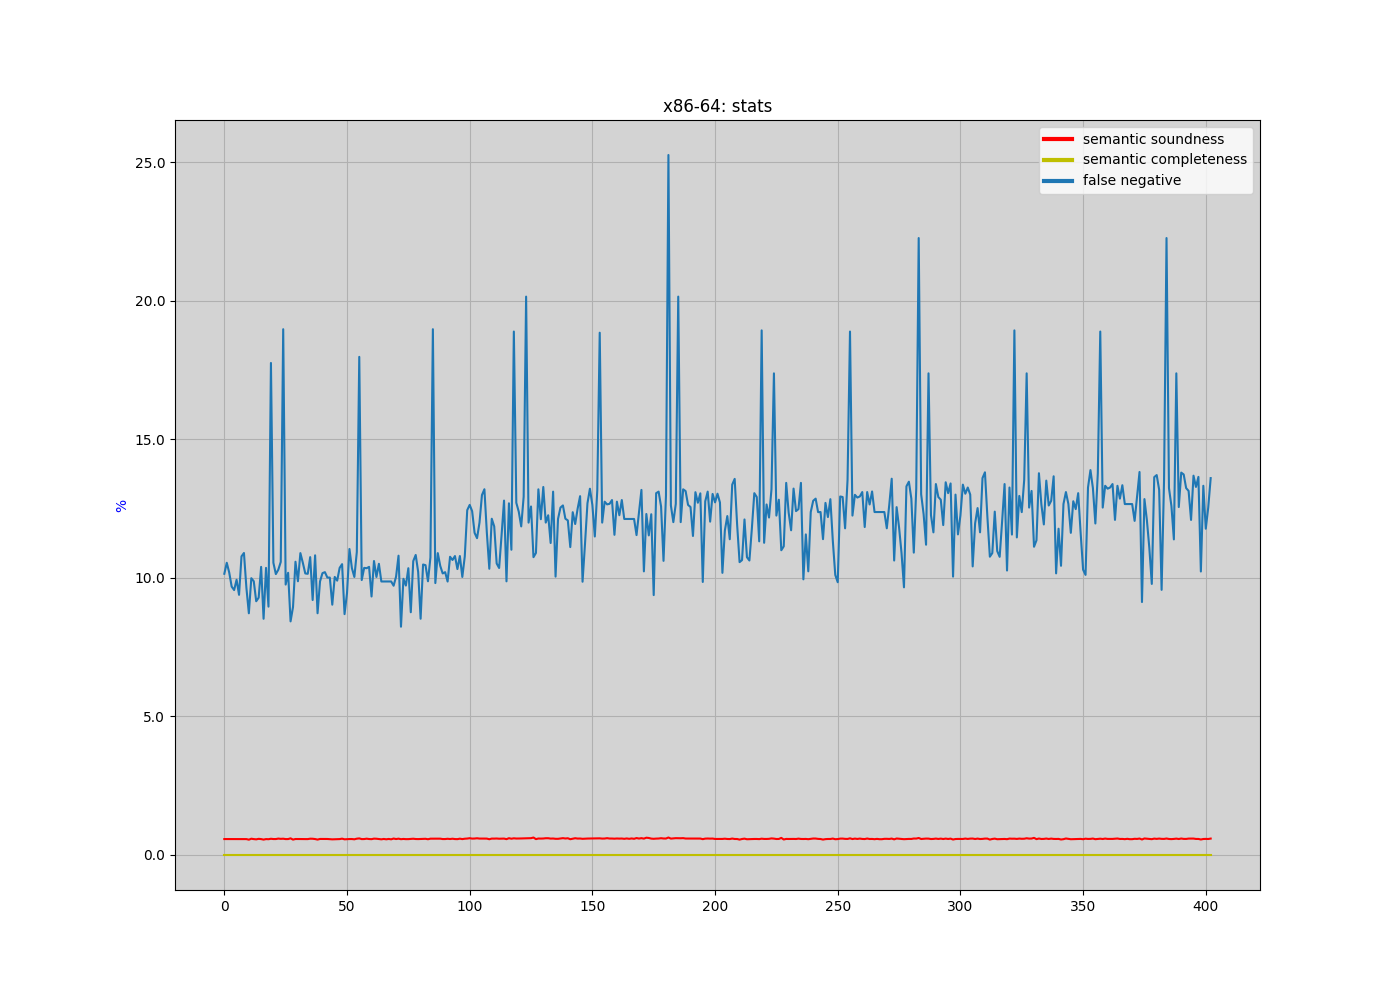 x86-64: stats
semantic soundness
semantic completeness
false negative
25.0
20.0
15.0
10.0
5.0
0.0
%
0 50 100 150 200 250 300 350 400